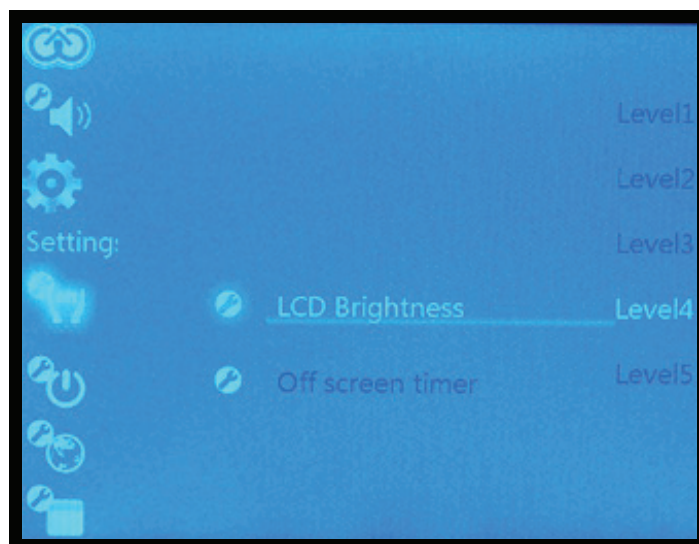 Level1
Level2
Setting:
Level3
LCD Brightness
Level4
Off screen timer
Level5